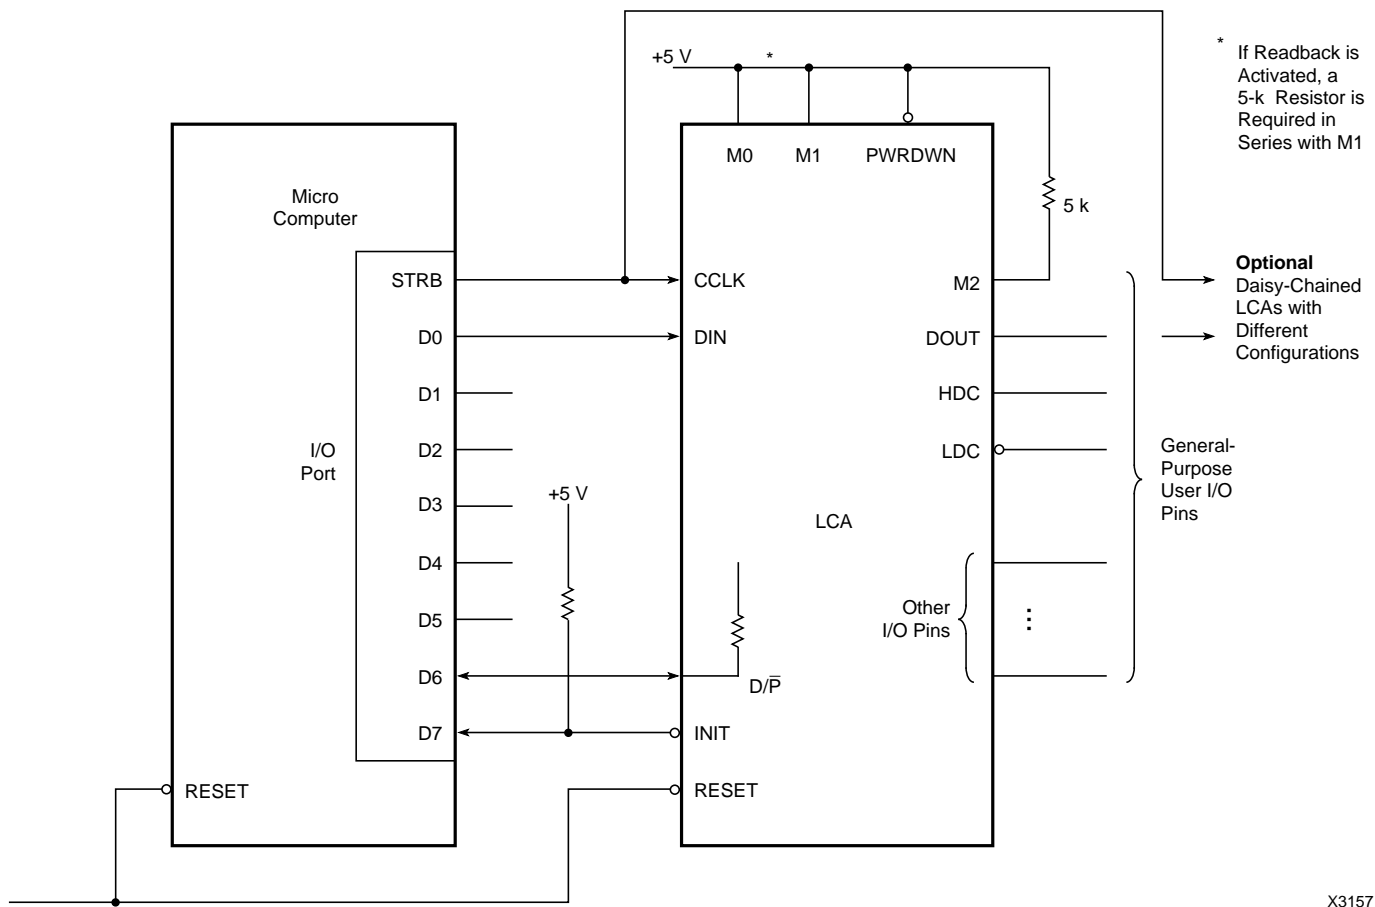 +5 V
*
*
If Readback is
Activated, a
5-k Resistor is
Required in
Series with M1
M0
M1
PWRDWN
Micro
Computer
5 k
STRB
CCLK
M2
Optional
Daisy-Chained
LCAs with
Different
Configurations
D0
DIN
DOUT
D1
HDC
I/O
Port
D2
LDC
General-
Purpose
User I/O
Pins
D3
+5 V
LCA
D4
D5
Other
I/O Pins
...
D6
D/P̅
D7
INIT
RESET
RESET
X3157